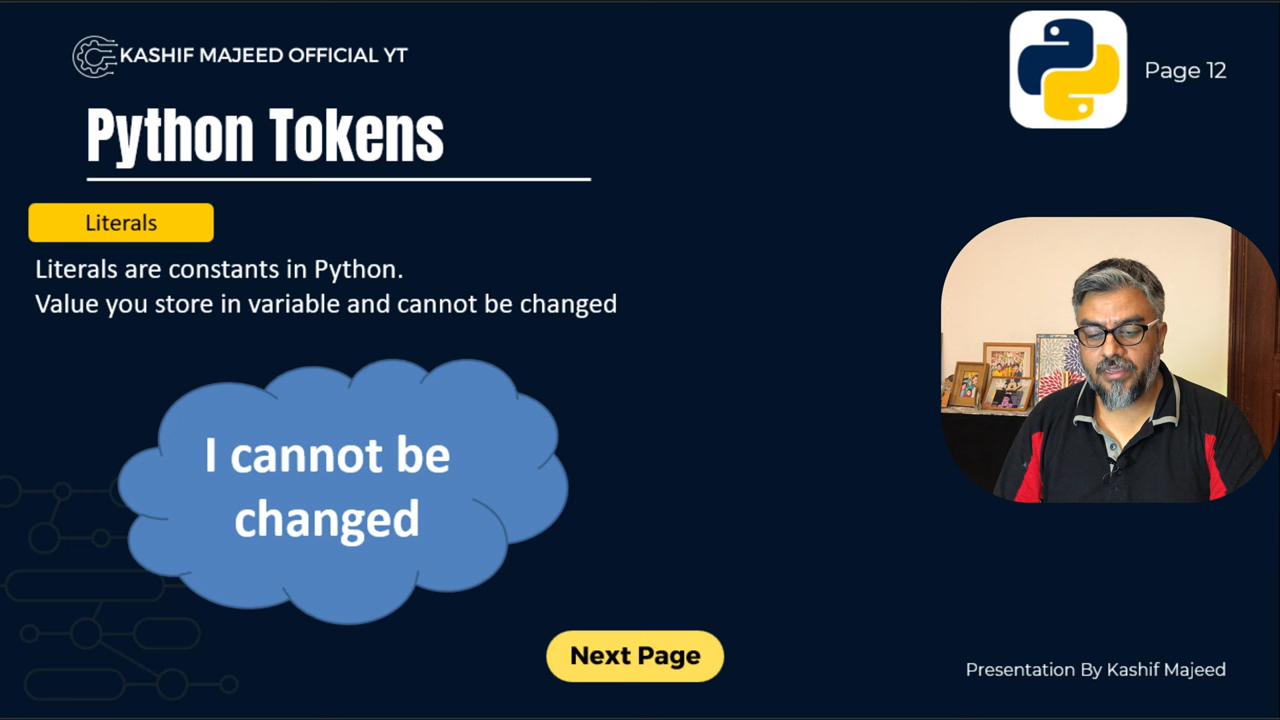 KASHIF MAJEED OFFICIAL YT
Page 12
Python Tokens
Literals
Literals are constants in Python.
Value you store in variable and cannot be changed
I cannot be
changed
Next Page
Presentation By Kashif Majeed